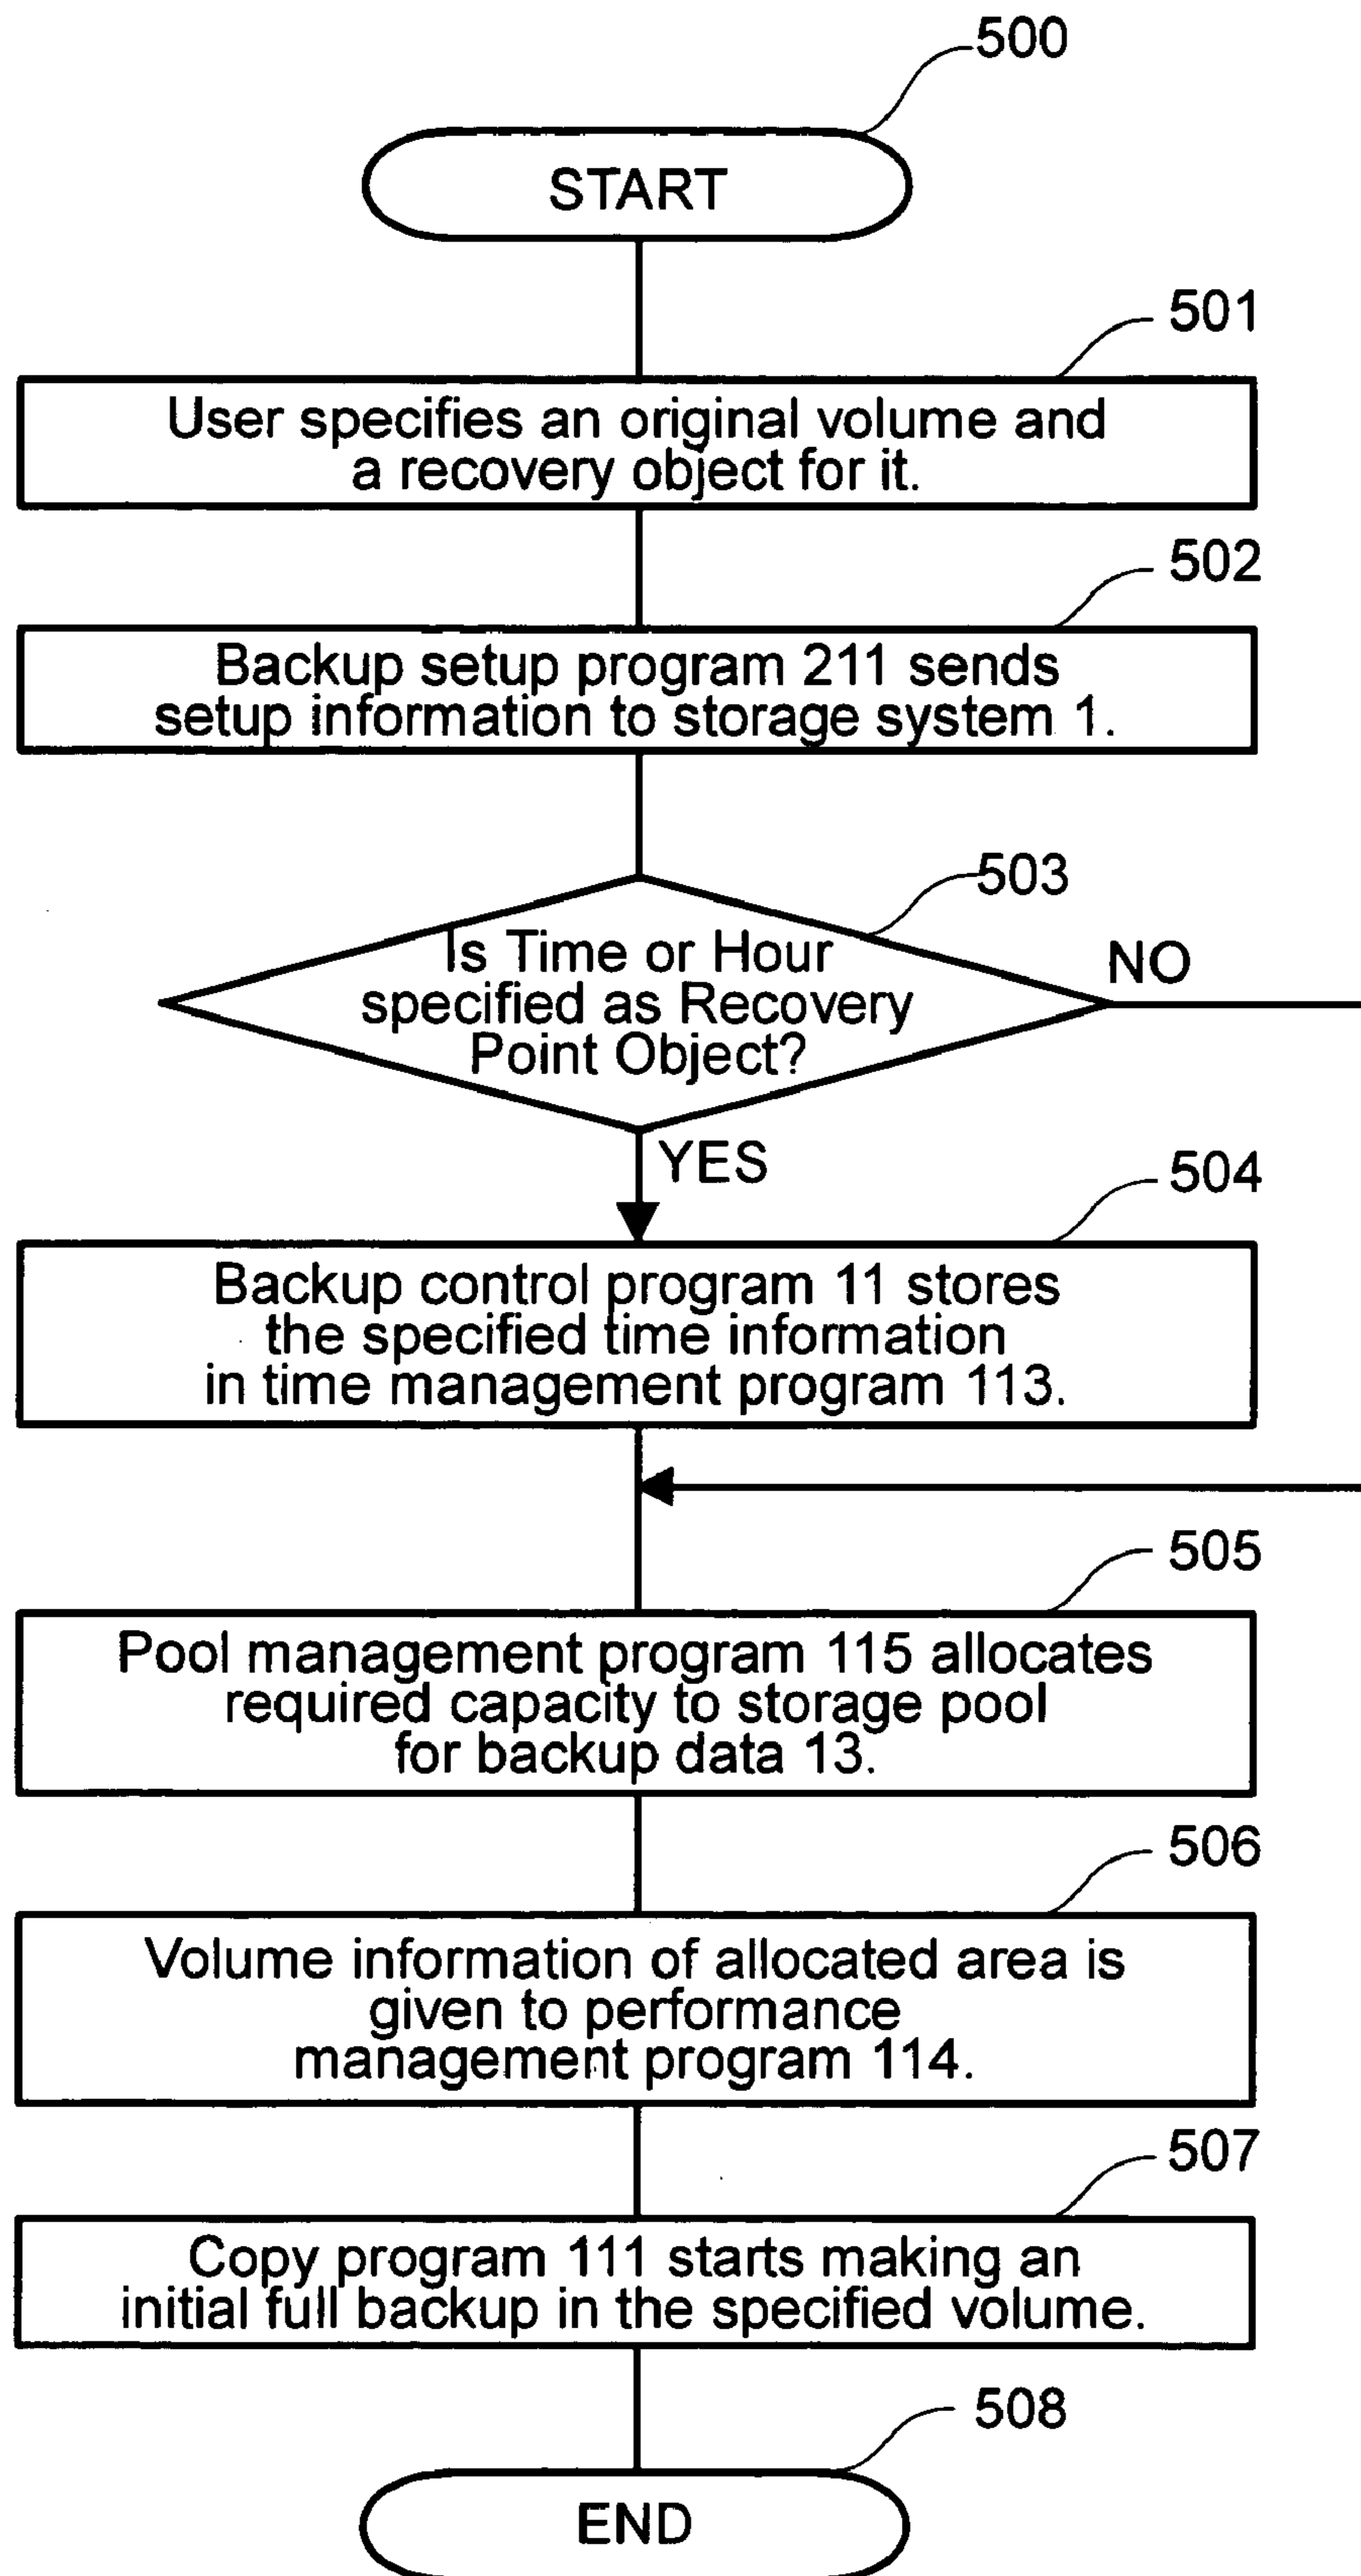 500
START
501
User specifies an original volume and
a recovery object for it.
502
Backup setup program 211 sends
setup information to storage system 1.
503
Is Time or Hour
specified as Recovery
Point Object?
NO
YES
504
Backup control program 11 stores
the specified time information
in time management program 113.
505
Pool management program 115 allocates
required capacity to storage pool
for backup data 13.
506
Volume information of allocated area is
given to performance
management program 114.
507
Copy program 111 starts making an
initial full backup in the specified volume.
508
END